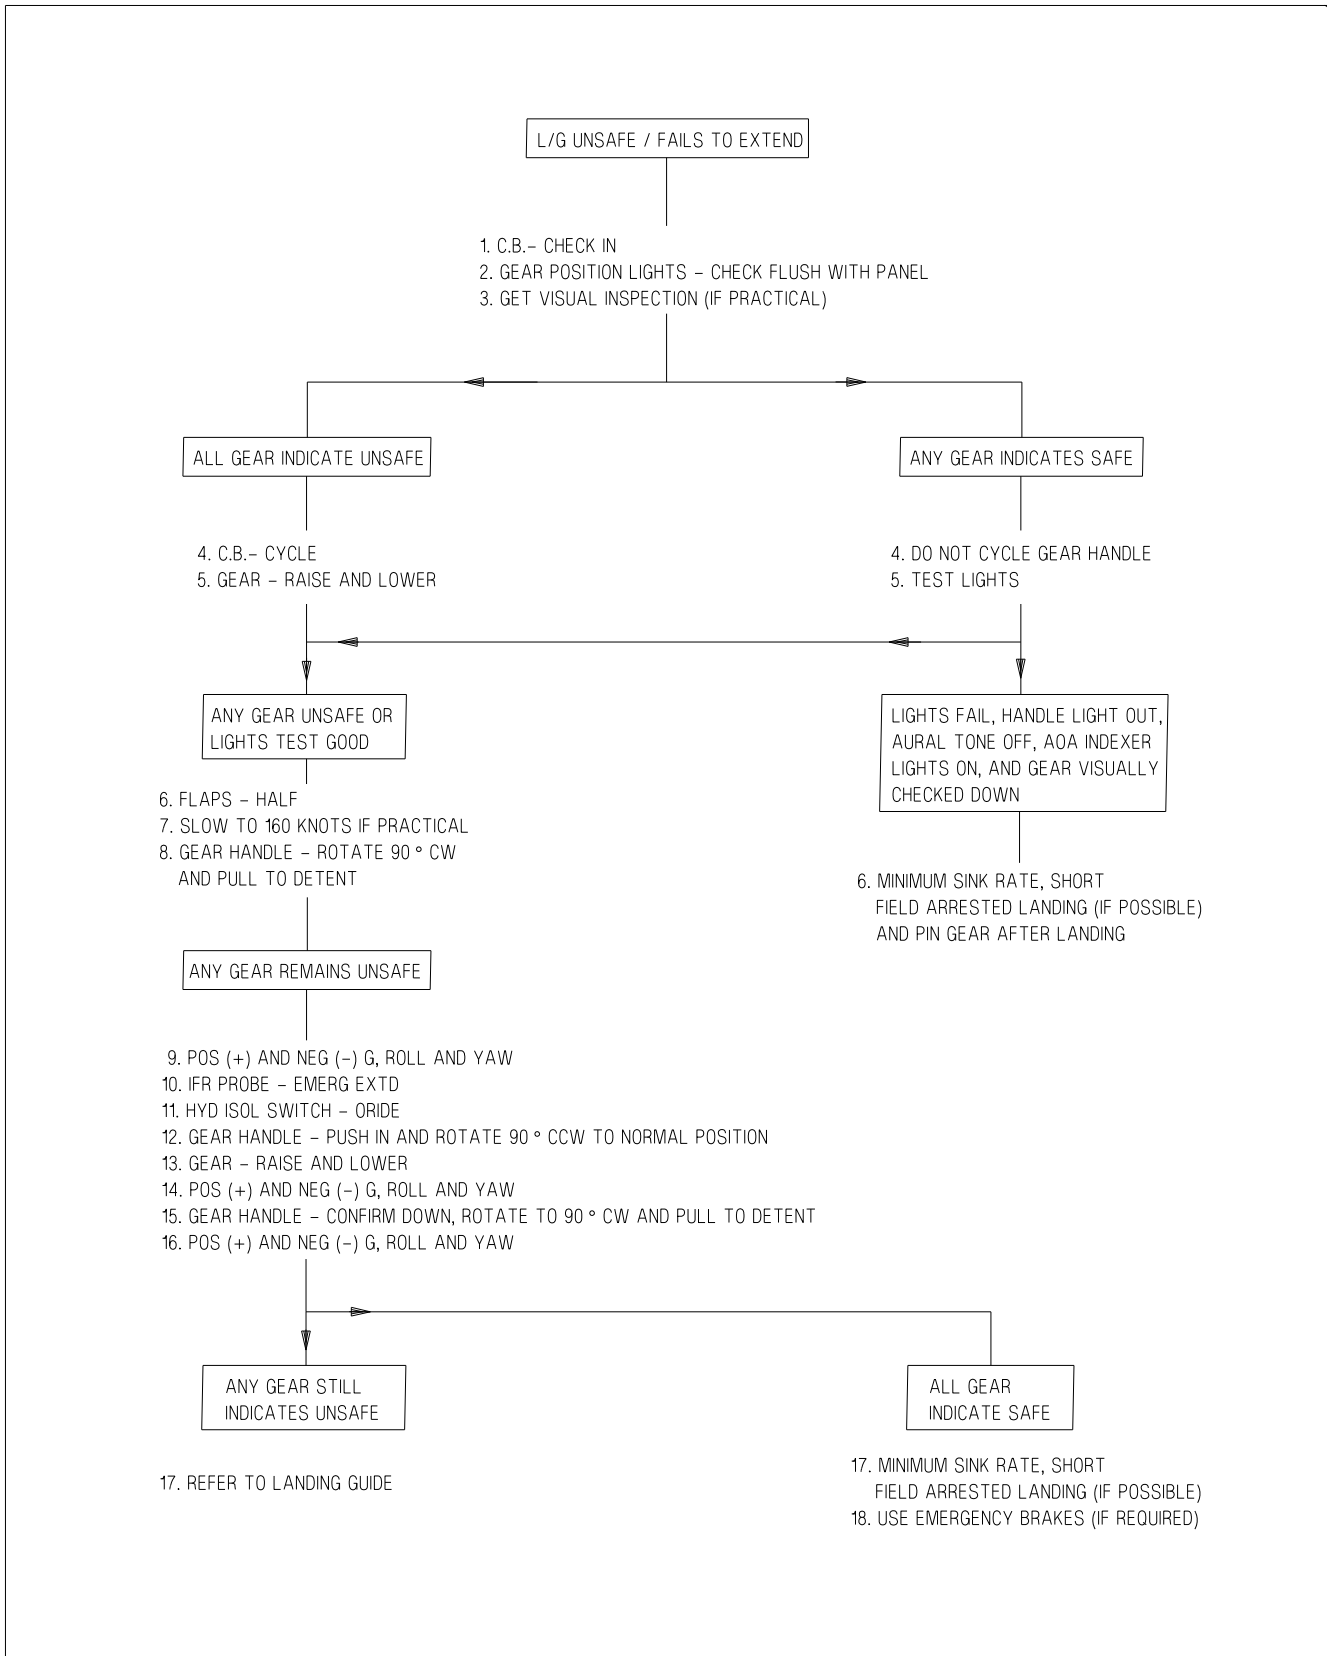 L/G UNSAFE / FAILS TO EXTEND
1. C.B.– CHECK IN
2. GEAR POSITION LIGHTS – CHECK FLUSH WITH PANEL
3. GET VISUAL INSPECTION (IF PRACTICAL)
ALL GEAR INDICATE UNSAFE
ANY GEAR INDICATES SAFE
4. C.B.– CYCLE
5. GEAR – RAISE AND LOWER
4. DO NOT CYCLE GEAR HANDLE
5. TEST LIGHTS
ANY GEAR UNSAFE OR
LIGHTS TEST GOOD
LIGHTS FAIL, HANDLE LIGHT OUT,
AURAL TONE OFF, AOA INDEXER
LIGHTS ON, AND GEAR VISUALLY
CHECKED DOWN
6. FLAPS – HALF
7. SLOW TO 160 KNOTS IF PRACTICAL
8. GEAR HANDLE – ROTATE 90 ° CW
AND PULL TO DETENT
6. MINIMUM SINK RATE, SHORT
FIELD ARRESTED LANDING (IF POSSIBLE)
AND PIN GEAR AFTER LANDING
ANY GEAR REMAINS UNSAFE
9. POS (+) AND NEG (–) G, ROLL AND YAW
10. IFR PROBE – EMERG EXTD
11. HYD ISOL SWITCH – ORIDE
12. GEAR HANDLE – PUSH IN AND ROTATE 90 ° CCW TO NORMAL POSITION
13. GEAR – RAISE AND LOWER
14. POS (+) AND NEG (–) G, ROLL AND YAW
15. GEAR HANDLE – CONFIRM DOWN, ROTATE TO 90 ° CW AND PULL TO DETENT
16. POS (+) AND NEG (–) G, ROLL AND YAW
ANY GEAR STILL
INDICATES UNSAFE
ALL GEAR
INDICATE SAFE
17. REFER TO LANDING GUIDE
17. MINIMUM SINK RATE, SHORT
FIELD ARRESTED LANDING (IF POSSIBLE)
18. USE EMERGENCY BRAKES (IF REQUIRED)